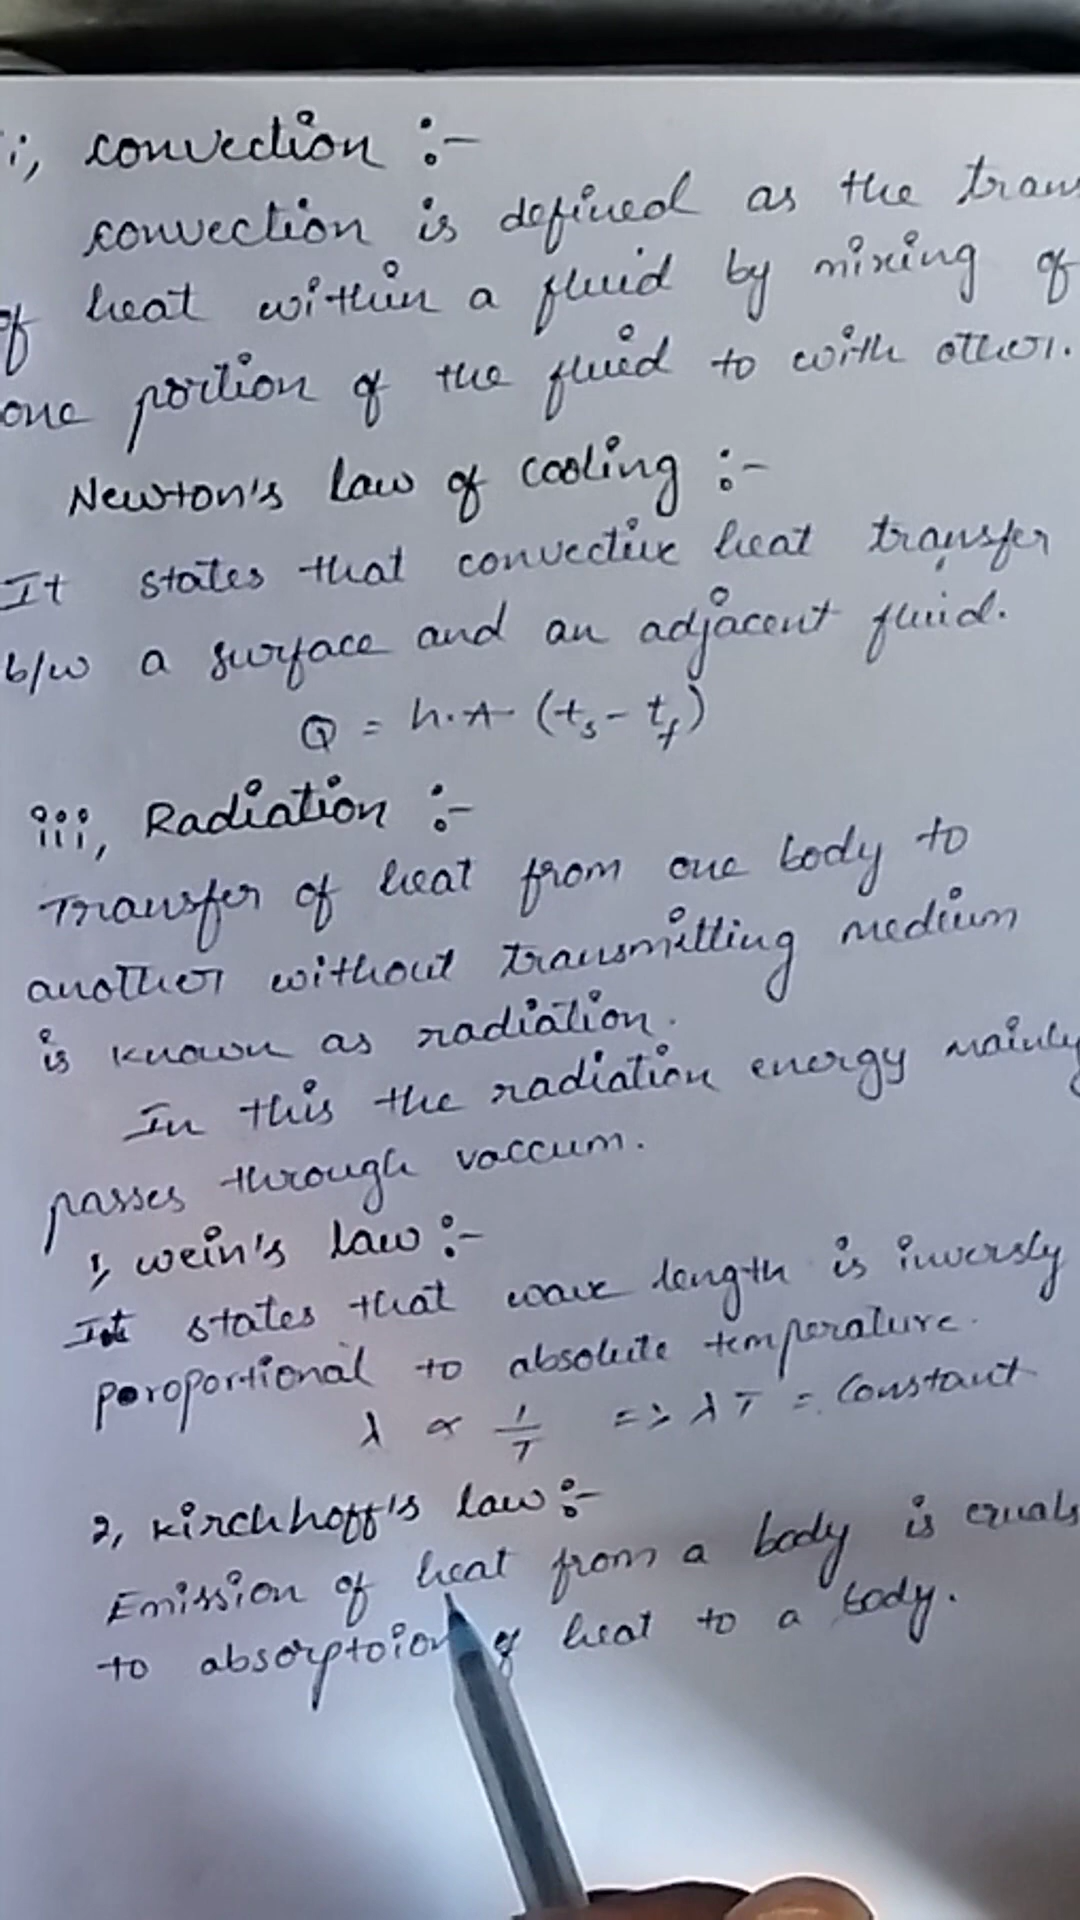 i, convection :-
convection is defined as the trans
of heat within a fluid by mixing of
one portion of the fluid to with other.
Newton's law of cooling :-
It states that convective heat transfer
b/w a surface and an adjacent fluid.
Q = h.A (ts - tf)
iii, Radiation :-
Transfer of heat from one body to
another without transmitting medium
is known as radiation.
In this the radiation energy mainly
passes through vaccum.
1, wein's law :-
It states that wave length is inversly
poroportional to absolute temperature.
λ ∝ 1/T => λT = Constant
2, Kirchhoff's law :-
Emission of heat from a body is equals
to absorptoion of heat to a body.